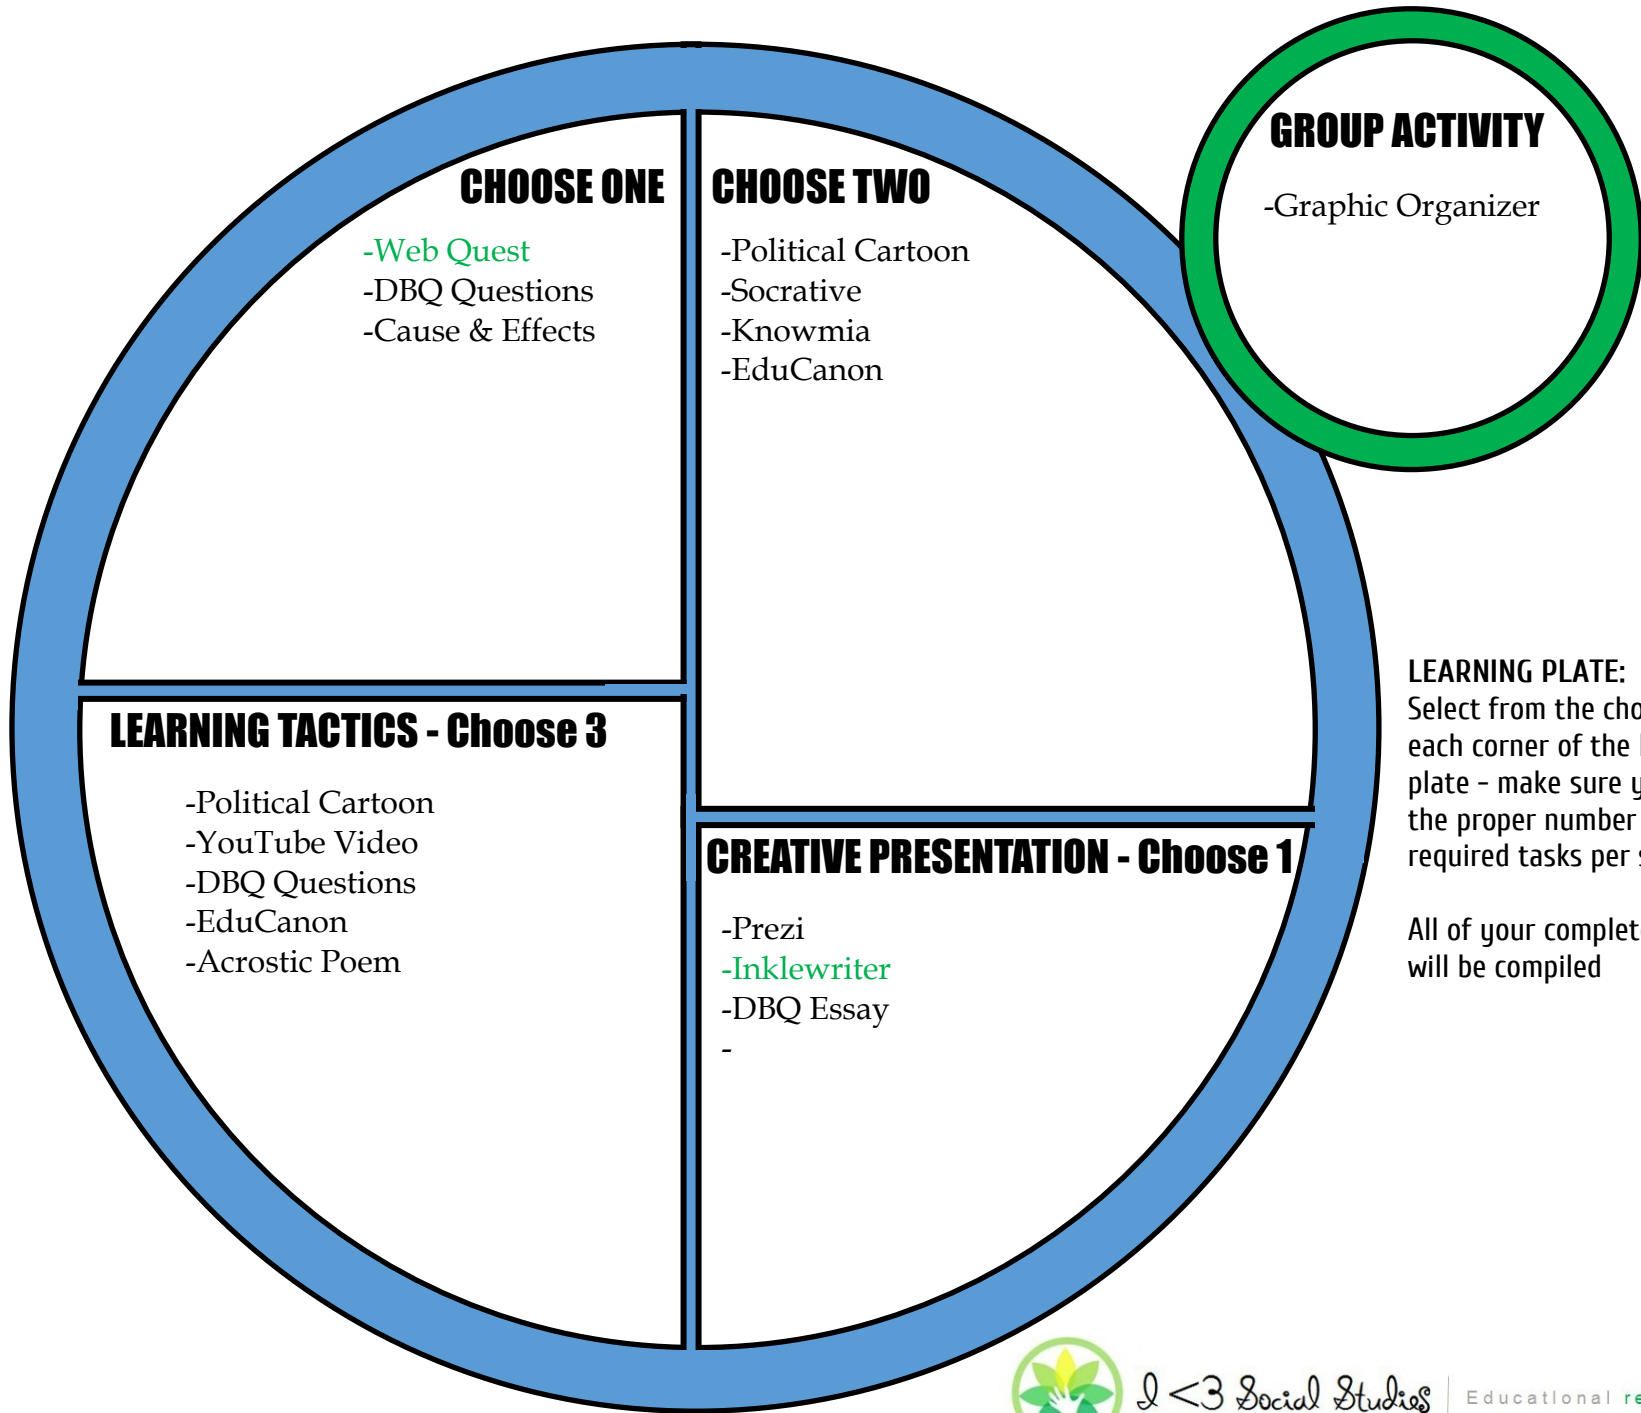 CHOOSE ONE
-Web Quest
-DBQ Questions
-Cause & Effects
CHOOSE TWO
-Political Cartoon
-Socrative
-Knowmia
-EduCanon
GROUP ACTIVITY
-Graphic Organizer
LEARNING TACTICS - Choose 3
-Political Cartoon
-YouTube Video
-DBQ Questions
-EduCanon
-Acrostic Poem
CREATIVE PRESENTATION - Choose 1
-Prezi
-Inklewriter
-DBQ Essay
-
LEARNING PLATE:
Select from the
each corner of the
plate - make sure
the proper number
required tasks per
All of your
will be compiled
I <3 Social Studies
Educational